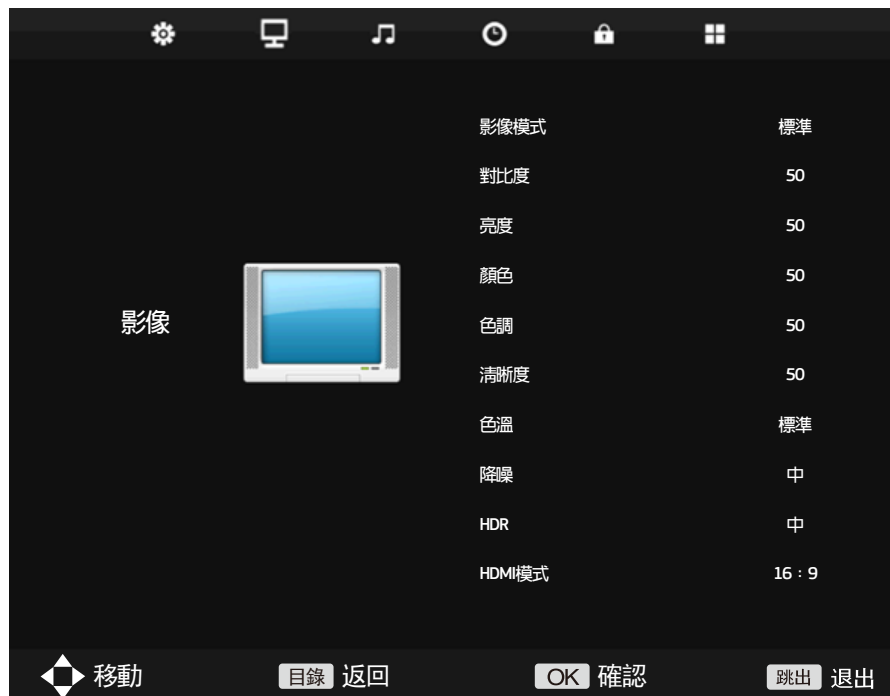 影像
影像模式 標準
對比度 50
亮度 50
顏色 50
色調 50
清晰度 50
色溫 標準
降噪 中
HDR 中
HDMI模式 16：9
移動 目錄 返回 OK 確認 跳出 退出